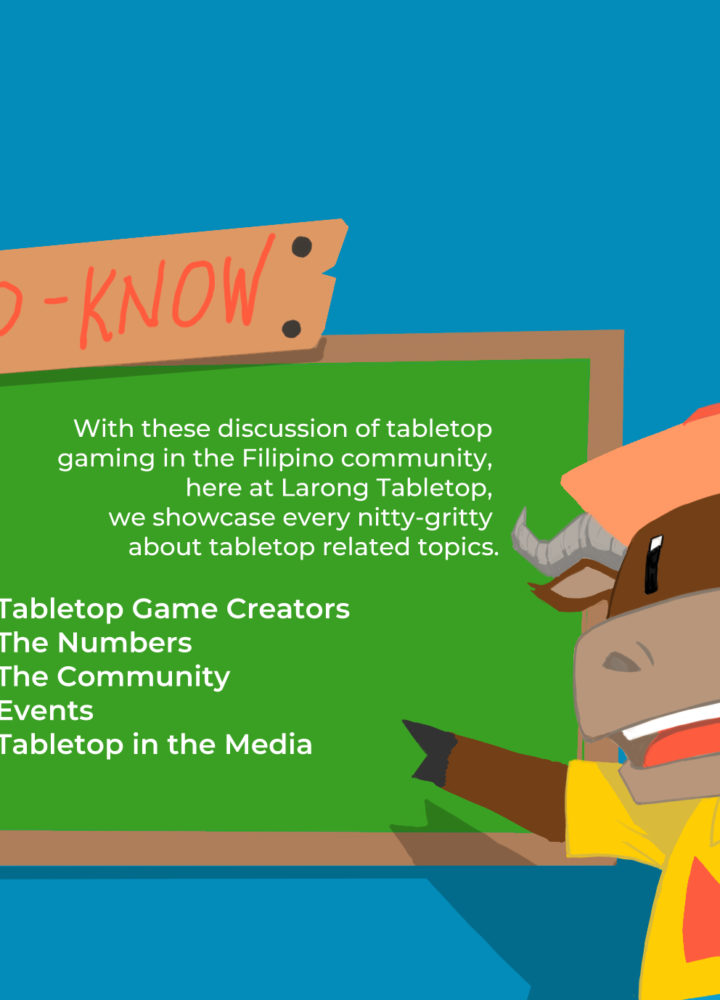 O-KNOW
With these discussion of tabletop
gaming in the Filipino community,
here at Larong Tabletop,
we showcase every nitty-gritty
about tabletop related topics.
Tabletop Game Creators
The Numbers
The Community
Events
Tabletop in the Media